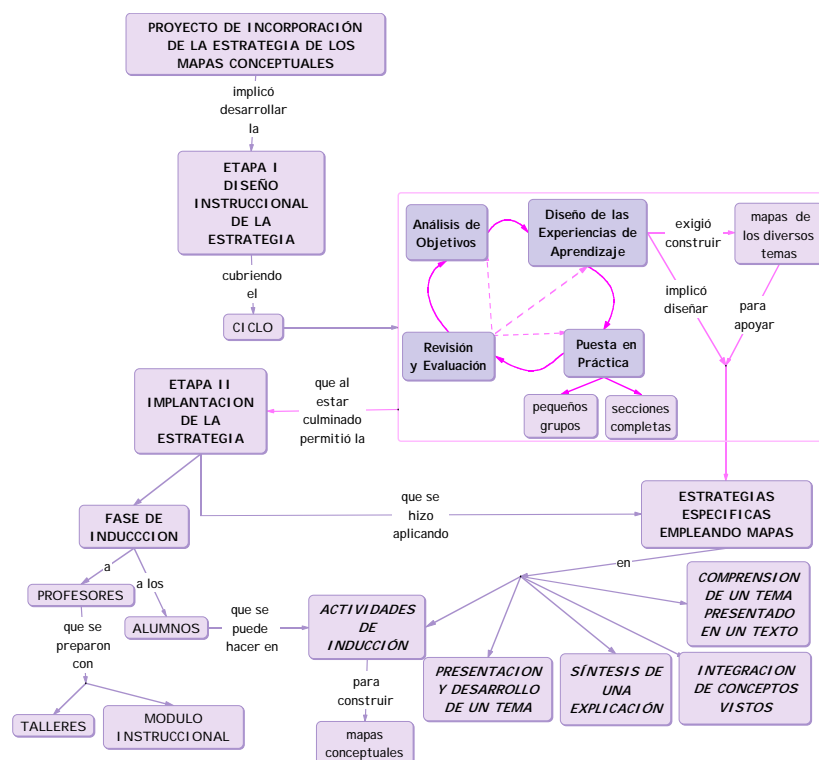 PROYECTO DE INCORPORACIÓN
DE LA ESTRATEGIA DE LOS
MAPAS CONCEPTUALES
implicó
desarrollar
la
ETAPA I
DISEÑO
INSTRUCCIONAL
DE LA
ESTRATEGIA
cubriendo
el
CICLO
Análisis de
Objetivos
Diseño de las
Experiencias de
Aprendizaje
exigió
construir
mapas de
los diversos
temas
implicó
diseñar
para
apoyar
Revisión
y Evaluación
Puesta en
Práctica
pequeños
grupos
secciones
completas
ETAPA II
IMPLANTACION
DE LA
ESTRATEGIA
que al
estar
culminado
permitió la
FASE DE
INDUCCCION
que se
hizo
aplicando
ESTRATEGIAS
ESPECIFICAS
EMPLEANDO MAPAS
a
a los
en
PROFESORES
ALUMNOS
que se
preparon
con
TALLERES
MODULO
INSTRUCCIONAL
que se
puede
hacer en
ACTIVIDADES
DE
INDUCCIÓN
para
construir
mapas
conceptuales
PRESENTACION
Y DESARROLLO
DE UN TEMA
SÍNTESIS DE
UNA
EXPLICACIÓN
INTEGRACION
DE CONCEPTOS
VISTOS
COMPRENSION
DE UN TEMA
PRESENTADO
EN UN TEXTO